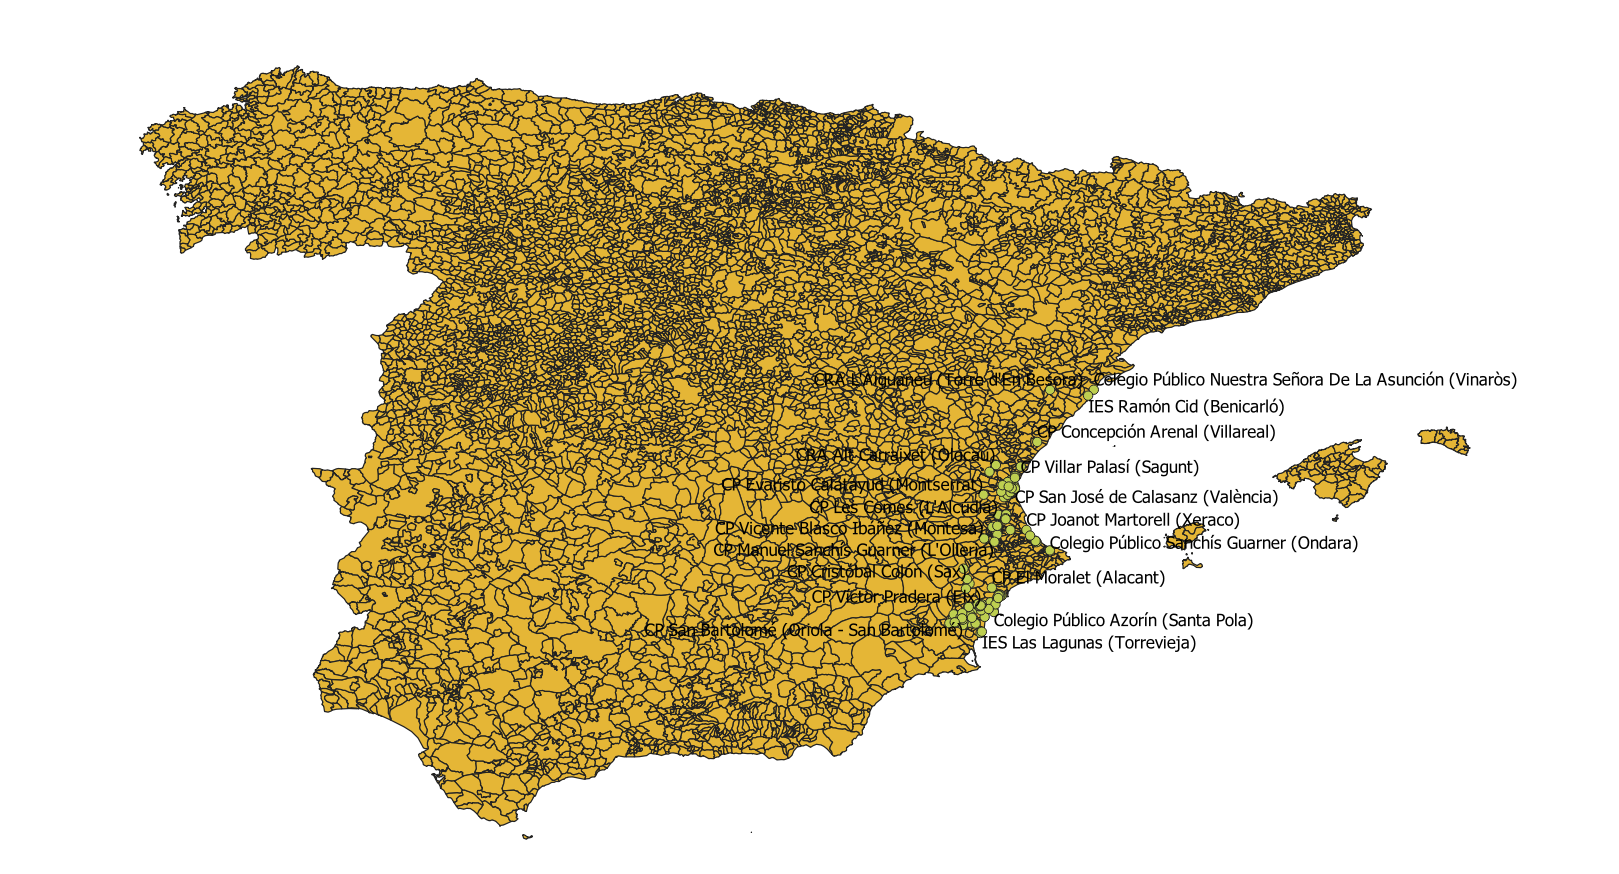 CRA L'Aiguaneu (Torre d'En Besora)
Colegio Público Nuestra Señora De La Asunción (Vinaròs)
IES Ramón Cid (Benicarló)
CP Concepción Arenal (Villareal)
CRA Alt Carraixet (Olocau)
CP Villar Palasí (Sagunt)
CP Evaristo Calatayud (Montserrat)
CP San José de Calasanz (València)
CP Les Comes (L'Alcúdia)
CP Joanot Martorell (Xeraco)
CP Vicente Blasco Ibáñez (Montesa)
Colegio Público Sanchís Guarner (Ondara)
CP Manuel Sanchís Guarner (L'Olleria)
CP Cristóbal Colón (Sax)
CP El Moralet (Alacant)
CP Víctor Pradera (Elx)
Colegio Público Azorín (Santa Pola)
CP San Bartolomé (Oriola - San Bartolomé)
IES Las Lagunas (Torrevieja)